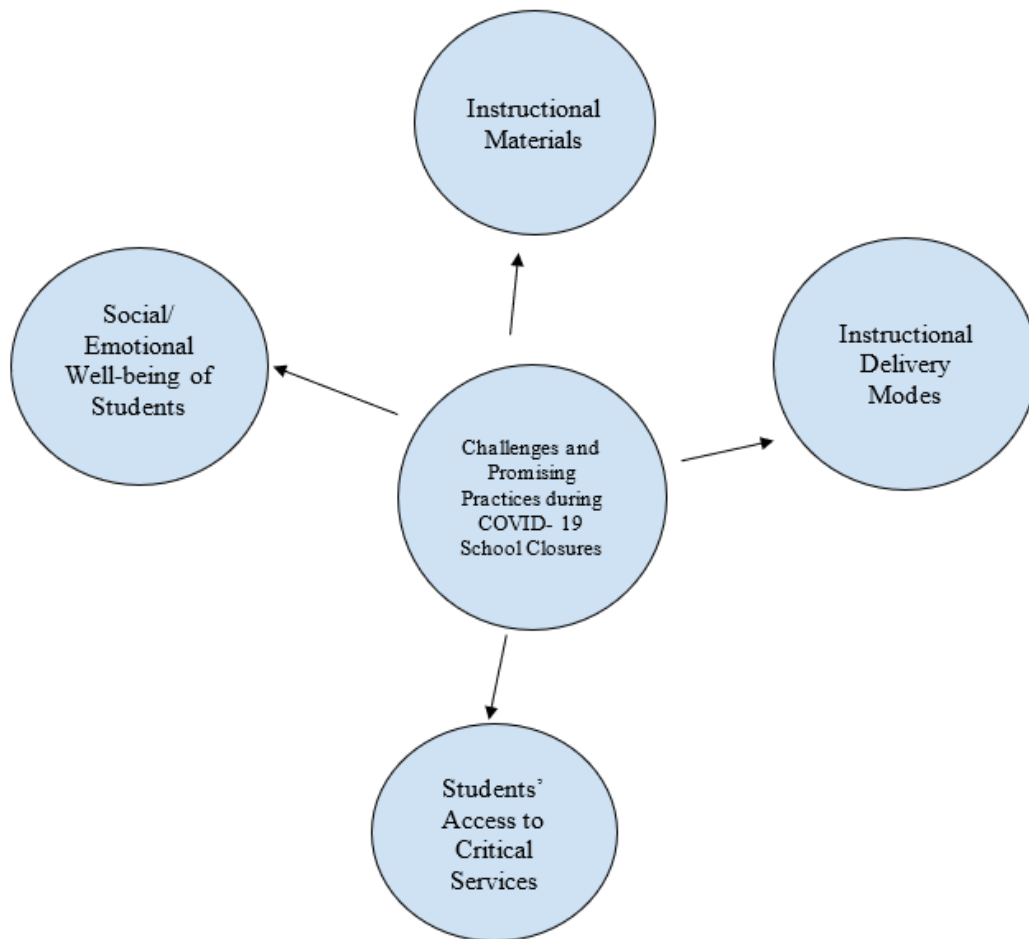 Instructional
Materials
Social/
Emotional
Well-being of
Students
Instructional
Delivery
Modes
Challenges and
Promising
Practices during
COVID- 19
School Closures
Students’
Access to
Critical
Services